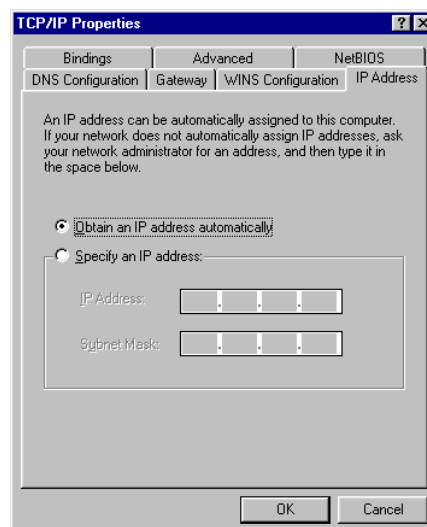 TCP/IP Properties
Bindings Advanced NetBIOS
DNS Configuration Gateway WINS Configuration IP Address
An IP address can be automatically assigned to this computer.
If your network does not automatically assign IP addresses, ask
your network administrator for an address, and then type it in
the space below.
Obtain an IP address automatically
Specify an IP address:
IP Address:
Subnet Mask:
OK Cancel